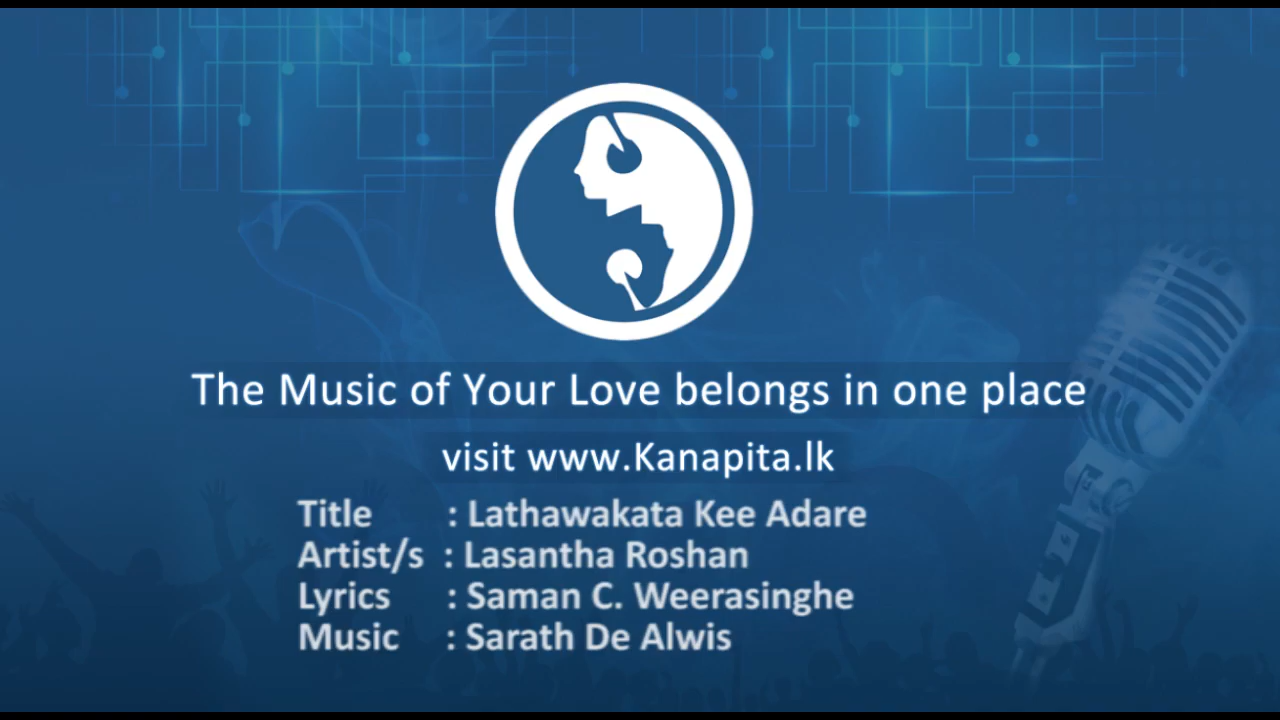 The Music of Your Love belongs in one place
visit www.Kanapita.lk
Title : Lathawakata Kee Adare
Artist/s : Lasantha Roshan
Lyrics : Saman C. Weerasinghe
Music : Sarath De Alwis